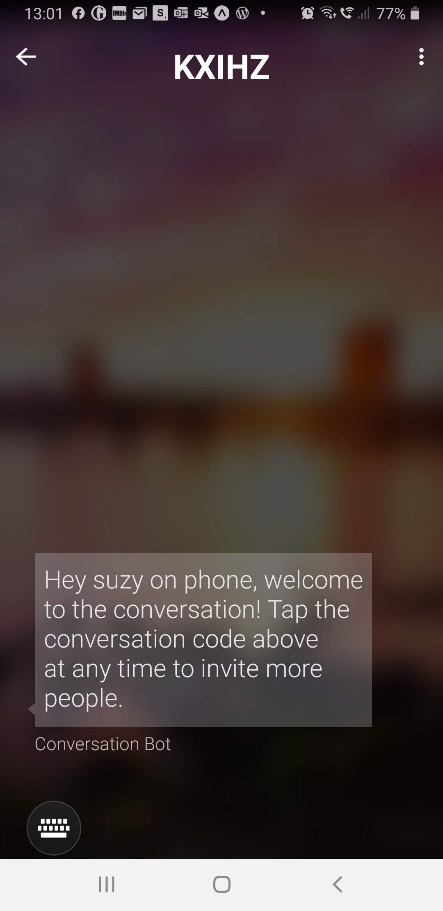 13:01
77%
KXIHZ
Hey suzy on phone, welcome
to the conversation! Tap the
conversation code above
at any time to invite more
people.
Conversation Bot